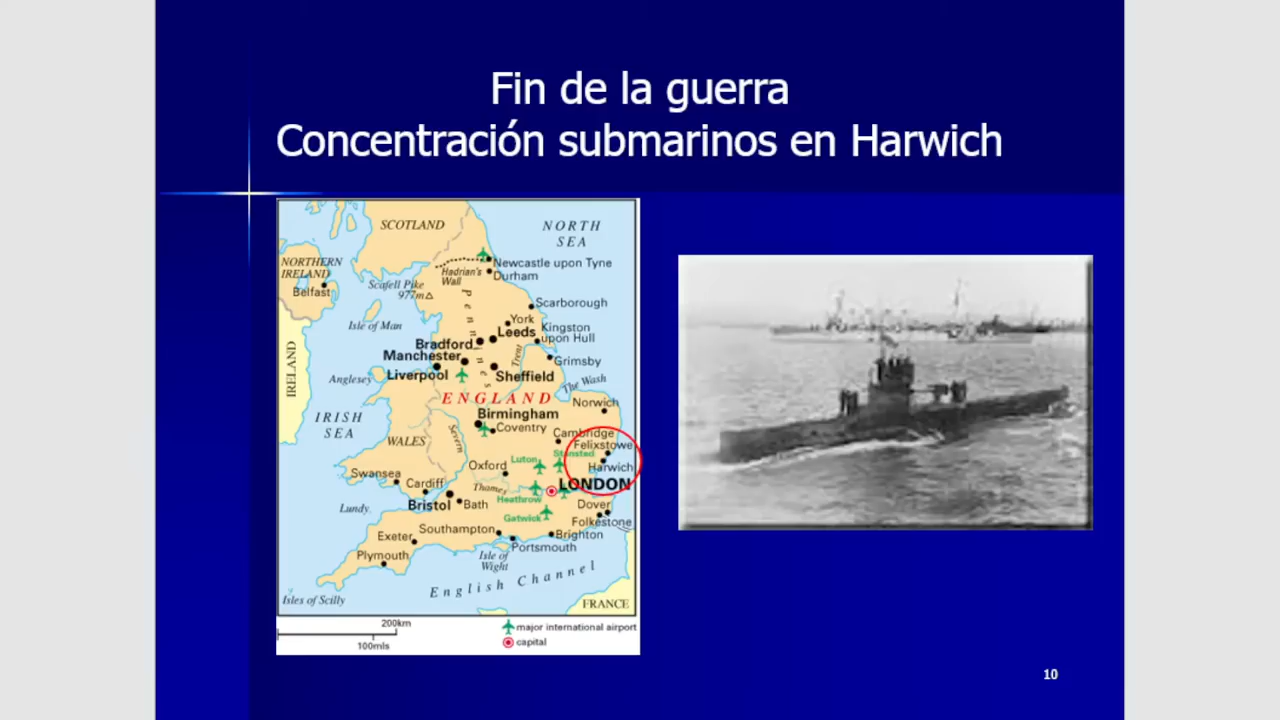 Fin de la guerra
Concentración submarinos en Harwich
SCOTLAND
NORTH
SEA
NORTHERN
IRELAND
Belfast
Hadrian's
Wall
Newcastle upon Tyne
Durham
Scafell Pike
977m
Pennines
Scarborough
Isle of Man
York
Leeds
Kingston
upon Hull
Bradford
Manchester
Trent
Grimsby
IRELAND
Anglesey
Liverpool
Sheffield
The Wash
ENGLAND
Norwich
IRISH
SEA
Birmingham
Coventry
WALES
Severn
Cambridge
Felixstowe
Luton
Stansted
Harwich
Oxford
Swansea
Cardiff
Thames
LONDON
Heathrow
Lundy
Bristol
Bath
Gatwick
Dover
Folkestone
Southampton
Brighton
Exeter
Portsmouth
Plymouth
Isle of
Wight
English Channel
Isles of Scilly
FRANCE
200km
100mls
major international airport
capital
10